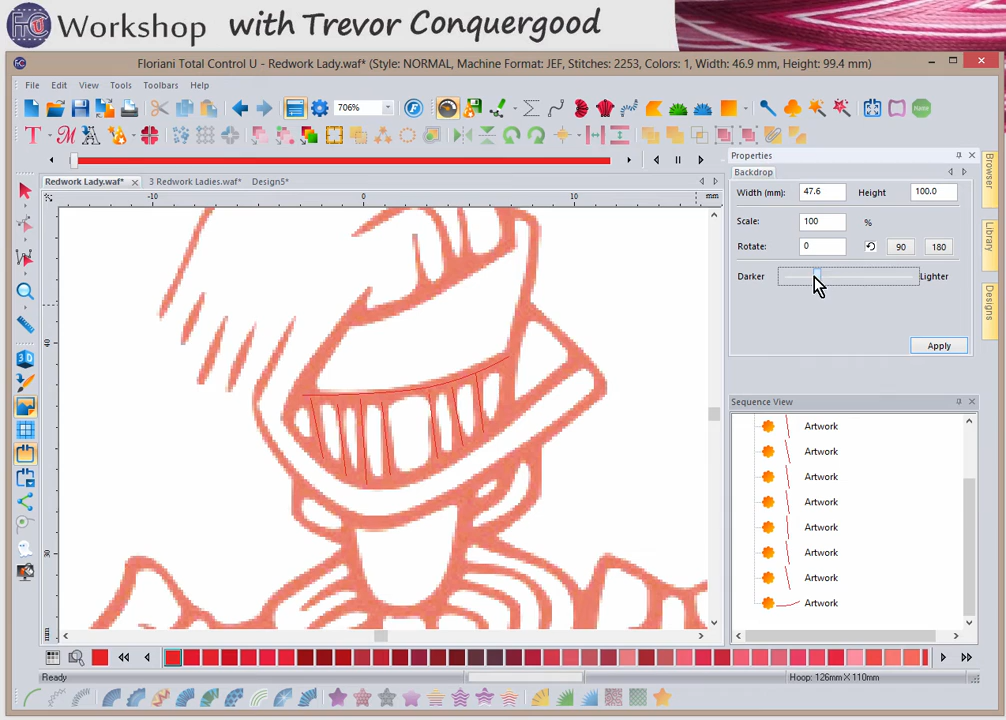 Workshop with Trevor Conquergood
Floriani Total Control U - Redwork Lady.waf* (Style: NORMAL, Machine Format: JEF, Stitches: 2253, Colors: 1, Width: 46.9 mm, Height: 99.4 mm)
File Edit View Tools Toolbars Help
706%
Properties
Redwork Lady.waf* 3 Redwork Ladies.waf* Design5*
Backdrop
-10 0 10 mm
Width (mm): 47.6 Height 100.0
Scale: 100 %
Rotate: 0 90 180
Darker Lighter
Apply
Browser
Library
Designs
40
30
mm
Sequence View
Artwork
Artwork
Artwork
Artwork
Artwork
Artwork
Artwork
Artwork
Ready
Hoop: 126mm X 110mm